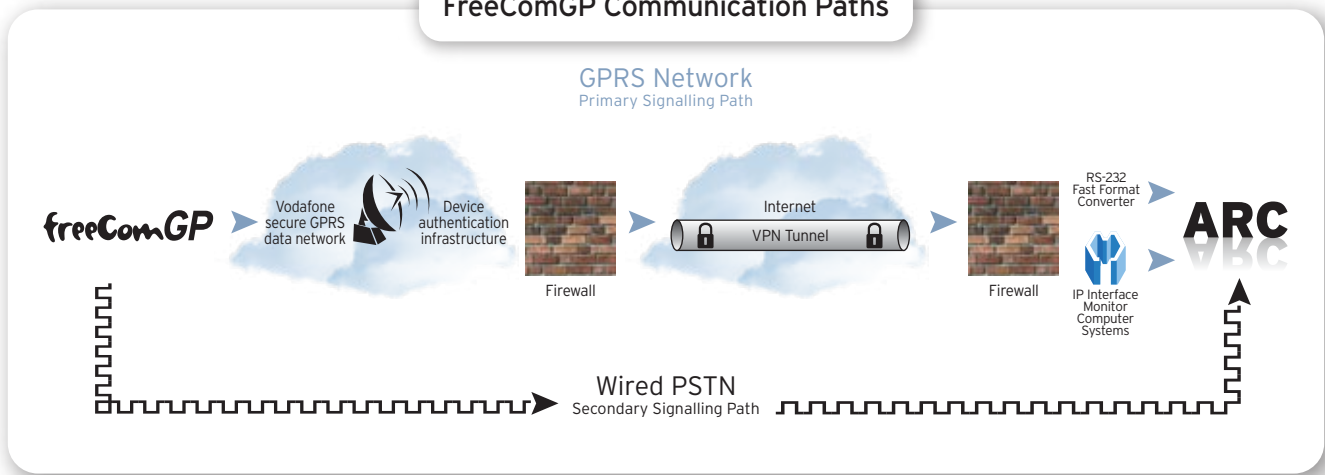 FreeComGP Communication Paths
GPRS Network
Primary Signalling Path
freeComGP
Vodafone
secure GPRS
data network
Device
authentication
infrastructure
Firewall
Internet
VPN Tunnel
Firewall
RS-232
Fast Format
Converter
IP Interface
Monitor
Computer
Systems
ARC
Wired PSTN
Secondary Signalling Path